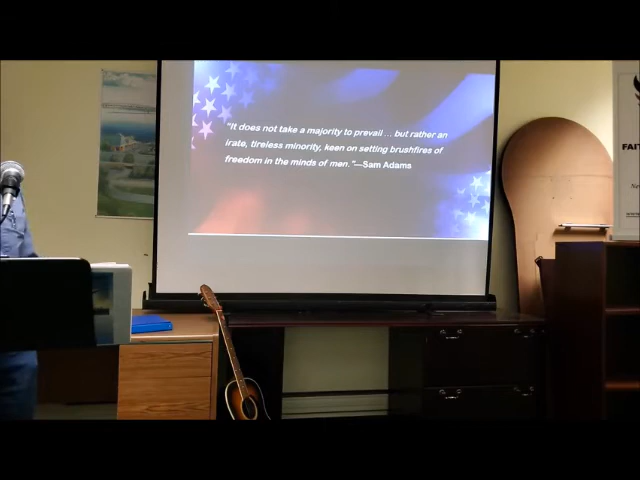 "It does not take a majority to prevail ... but rather an
irate, tireless minority, keen on setting brushfires of
freedom in the minds of men."—Sam Adams
FAIT